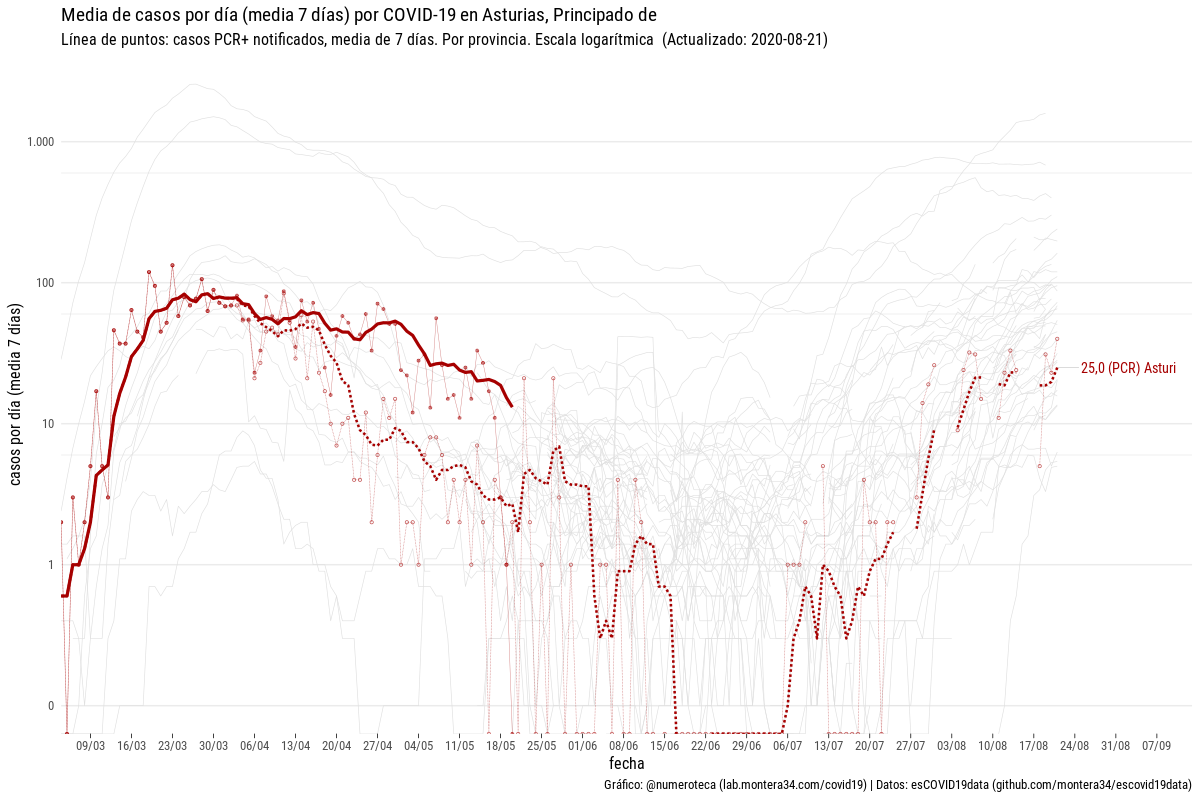 Media de casos por día (media 7 días) por COVID-19 en Asturias, Principado de
Línea de puntos: casos PCR+ notificados, media de 7 días. Por provincia. Escala logarítmica  (Actualizado: 2020-08-21)
casos por día (media 7 días)
1.000
100
10
1
0
25,0 (PCR) Asturi
09/03 16/03 23/03 30/03 06/04 13/04 20/04 27/04 04/05 11/05 18/05 25/05 01/06 08/06 15/06 22/06 29/06 06/07 13/07 20/07 27/07 03/08 10/08 17/08 24/08 31/08 07/09
fecha
Gráfico: @numeroteca (lab.montera34.com/covid19) | Datos: esCOVID19data (github.com/montera34/escovid19data)